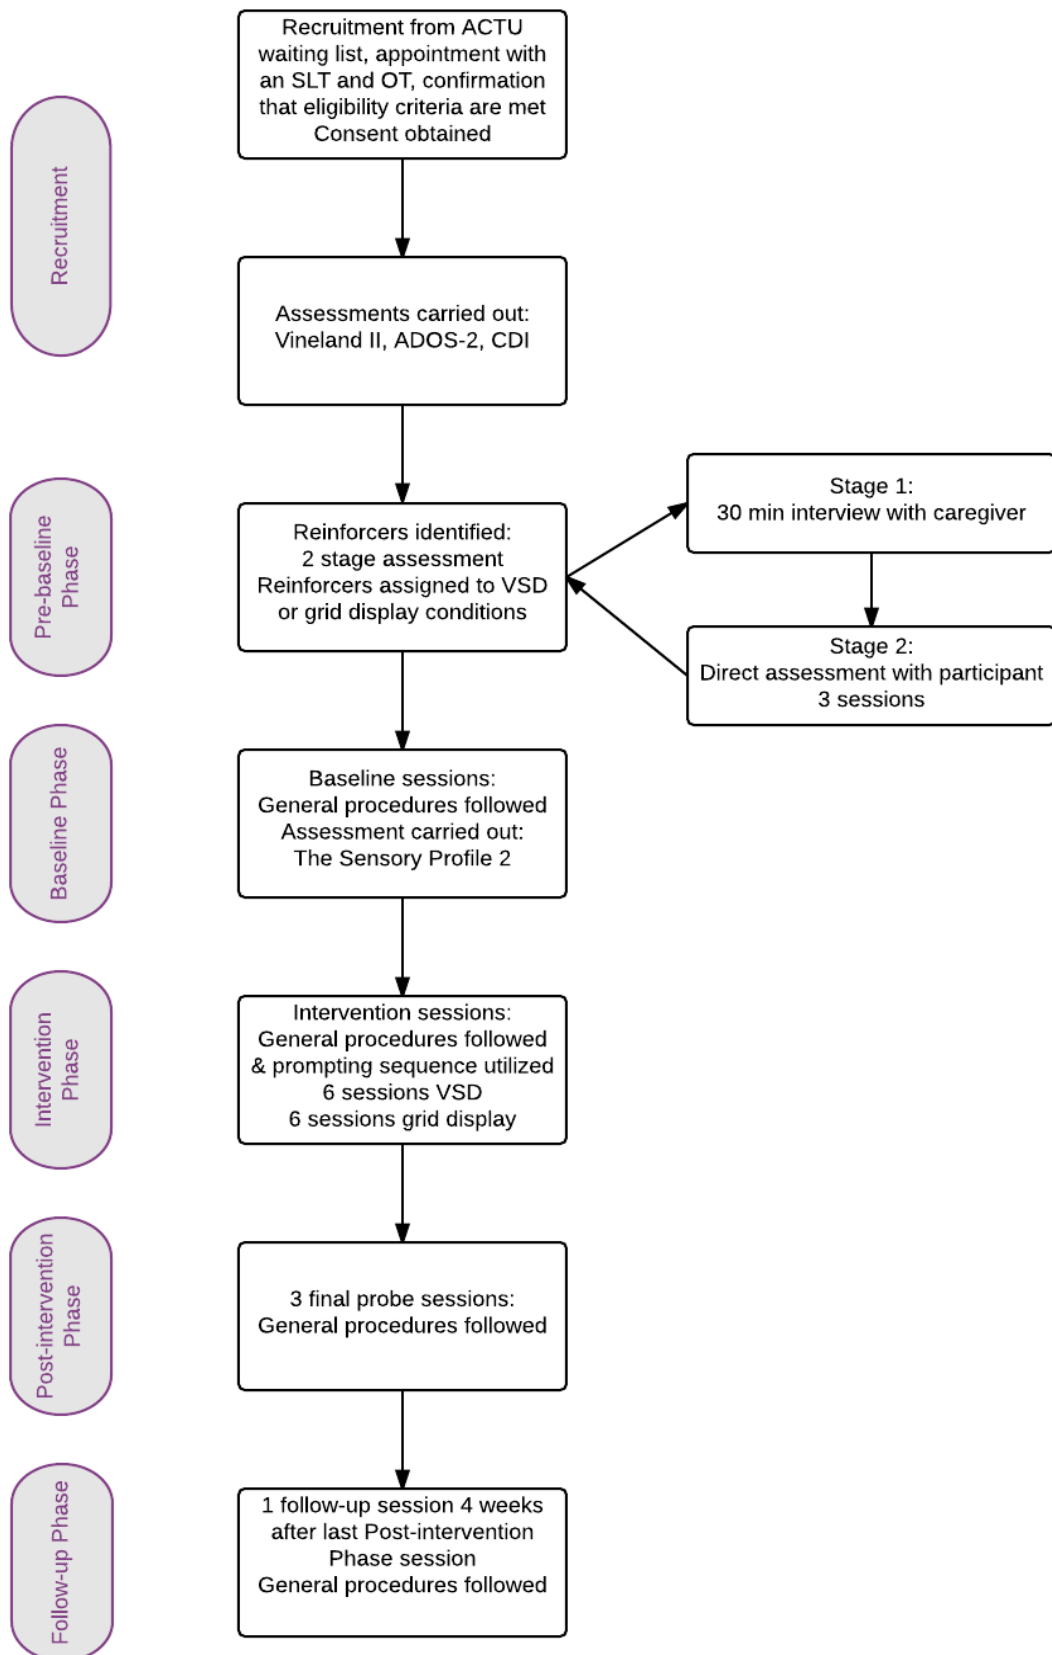 Recruitment from ACTU
waiting list, appointment with
an SLT and OT, confirmation
that eligibility criteria are met
Consent obtained
Recruitment
Assessments carried out:
Vineland II, ADOS-2, CDI
Pre-baseline
Phase
Reinforcers identified:
2 stage assessment
Reinforcers assigned to VSD
or grid display conditions
Stage 1:
30 min interview with caregiver
Stage 2:
Direct assessment with participant
3 sessions
Baseline Phase
Baseline sessions:
General procedures followed
Assessment carried out:
The Sensory Profile 2
Intervention
Phase
Intervention sessions:
General procedures followed
& prompting sequence utilized
6 sessions VSD
6 sessions grid display
Post-intervention
Phase
3 final probe sessions:
General procedures followed
Follow-up Phase
1 follow-up session 4 weeks
after last Post-intervention
Phase session
General procedures followed